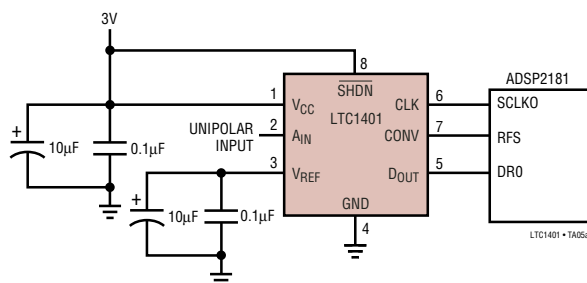 3V
8
ADSP2181
SHDN
LTC1401
1
VCC
CLK
6
SCLK0
UNIPOLAR
INPUT
2
AIN
CONV
7
RFS
+
10µF
0.1µF
3
VREF
DOUT
5
DR0
+
10µF
0.1µF
GND
4
LTC1401 • TA05a